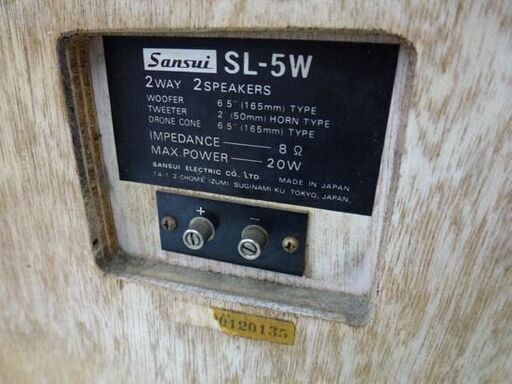 Sansui SL-5W
2WAY 2SPEAKERS
WOOFER 6.5" (165mm) TYPE
TWEETER 2" (50mm) HORN TYPE
DRONE CONE 6.5" (165mm) TYPE
IMPEDANCE 8 Ω
MAX. POWER 20W
SANSUI ELECTRIC CO., LTD. MADE IN JAPAN
14-1 2-CHOME IZUMI, SUGINAMI-KU, TOKYO, JAPAN.
+ −
0120135